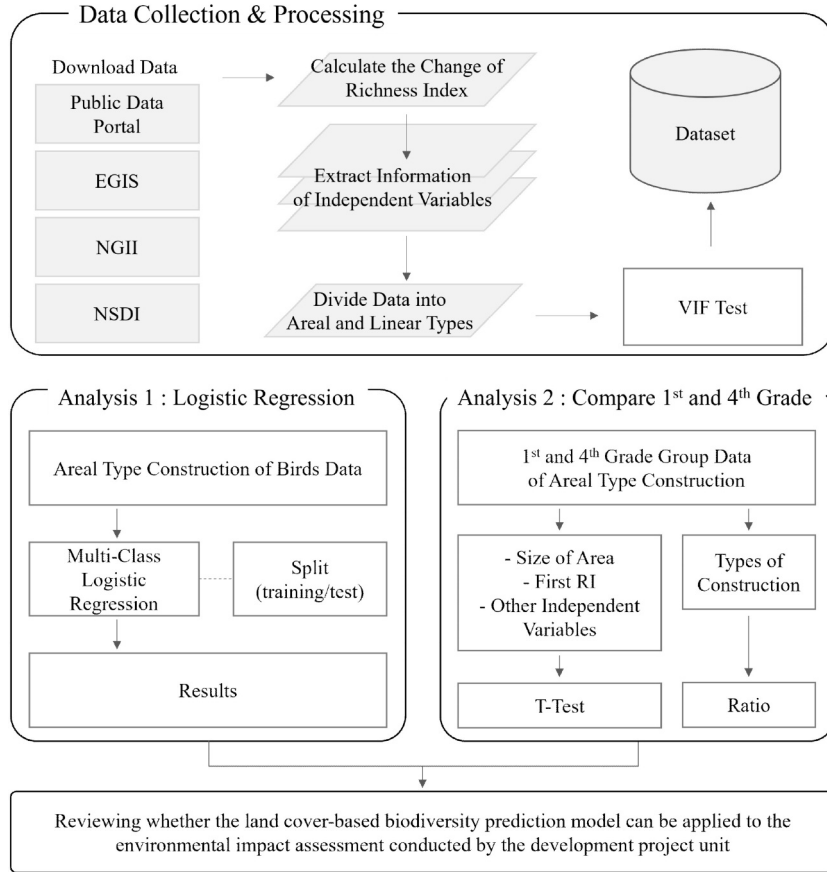 Data Collection & Processing
Download Data
Public Data
Portal
EGIS
NGII
NSDI
Calculate the Change of
Richness Index
Extract Information
of Independent Variables
Divide Data into
Areal and Linear Types
VIF Test
Dataset
Analysis 1 : Logistic Regression
Areal Type Construction of Birds Data
Multi-Class
Logistic
Regression
Split
(training/test)
Results
Analysis 2 : Compare 1st and 4th Grade
1st and 4th Grade Group Data
of Areal Type Construction
- Size of Area
- First RI
- Other Independent
Variables
Types of
Construction
T-Test
Ratio
Reviewing whether the land cover-based biodiversity prediction model can be applied to the
environmental impact assessment conducted by the development project unit